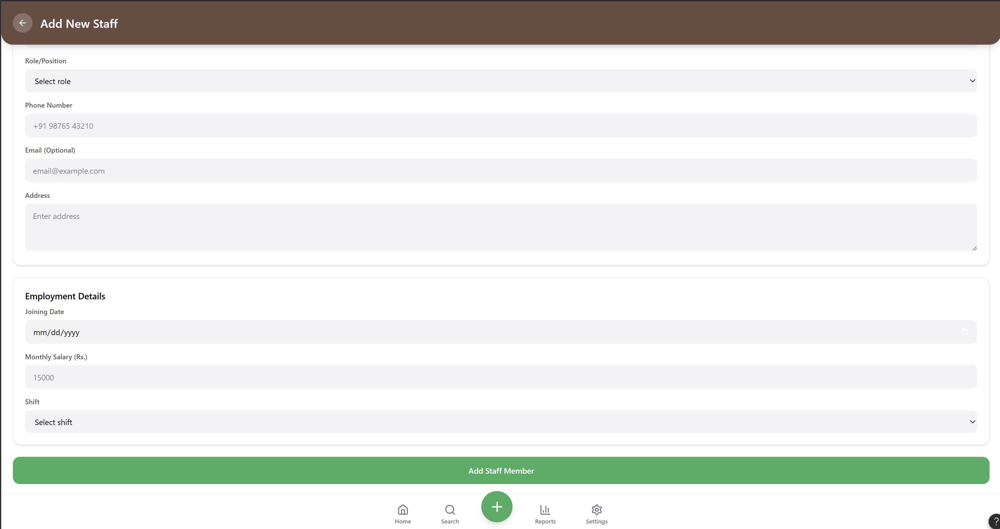 Add New Staff
Role/Position
Select role
Phone Number
+91 98765 43210
Email (Optional)
email@example.com
Address
Enter address
Employment Details
Joining Date
mm/dd/yyyy
Monthly Salary (Rs.)
15000
Shift
Select shift
Add Staff Member
Home
Search
Reports
Settings
?